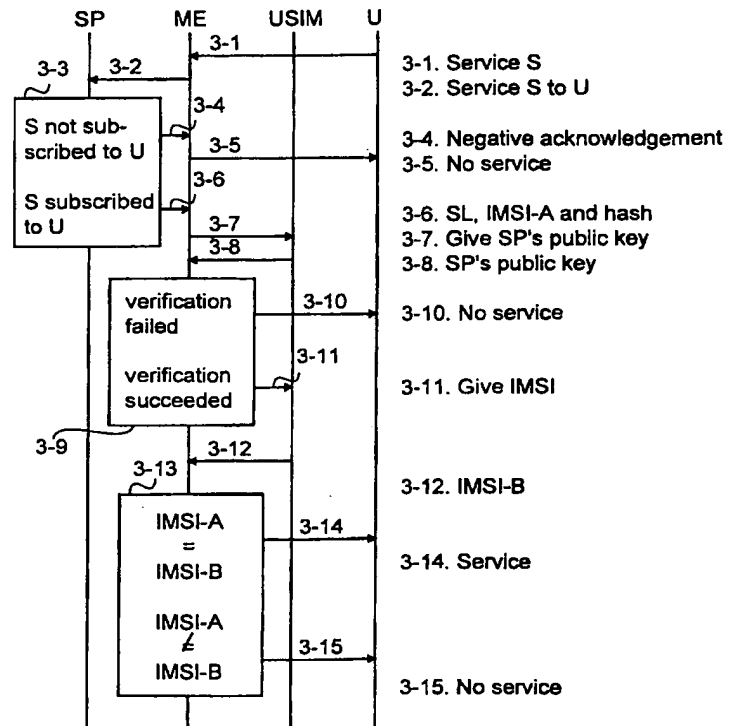 SP ME USIM U
3-1
3-1. Service S
3-3 3-2
3-2. Service S to U
S not sub-
scribed to U
3-4
3-4. Negative acknowledgement
3-5
3-5. No service
S subscribed
to U
3-6
3-6. SL, IMSI-A and hash
3-7
3-7. Give SP's public key
3-8
3-8. SP's public key
verification
failed
3-10
3-10. No service
3-11
verification
succeeded
3-11. Give IMSI
3-9
3-12
3-13
3-12. IMSI-B
IMSI-A
=
IMSI-B
3-14
3-14. Service
IMSI-A
≠
IMSI-B
3-15
3-15. No service